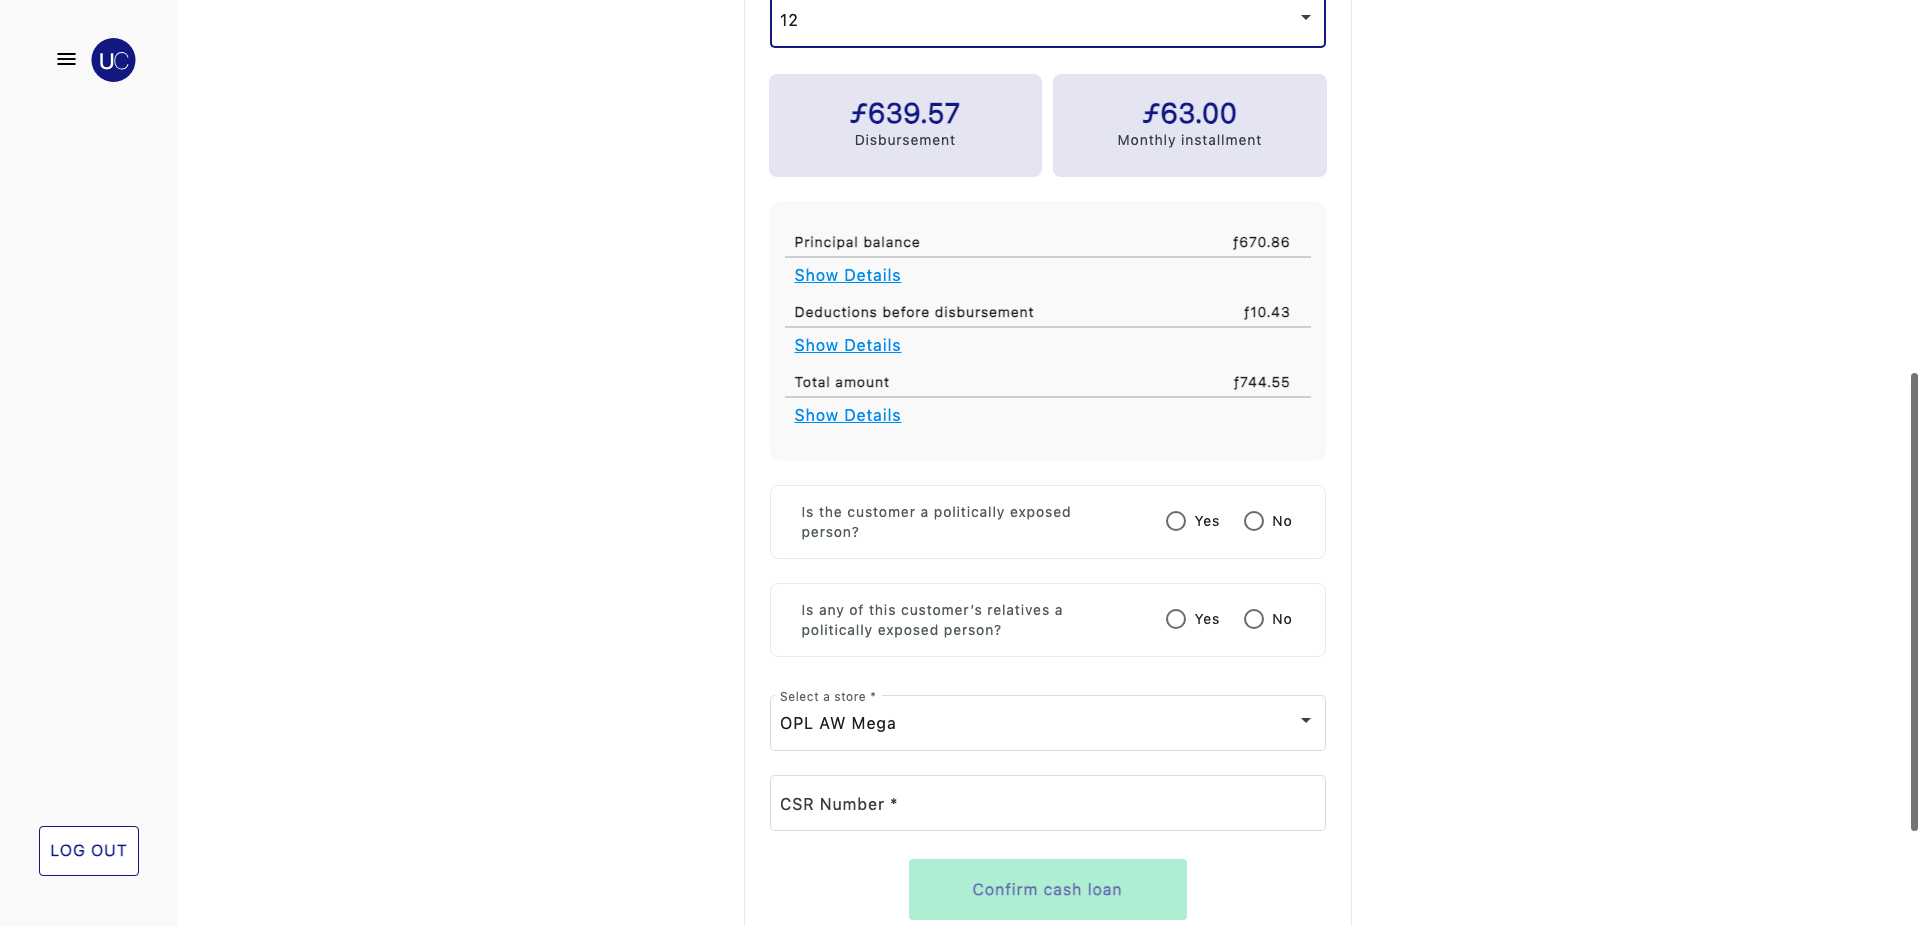 12
UC
ƒ639.57
Disbursement
ƒ63.00
Monthly installment
Principal balance ƒ670.86
Show Details
Deductions before disbursement ƒ10.43
Show Details
Total amount ƒ744.55
Show Details
Is the customer a politically exposed
person?
Yes No
Is any of this customer’s relatives a
politically exposed person?
Yes No
Select a store *
OPL AW Mega
CSR Number *
LOG OUT
Confirm cash loan